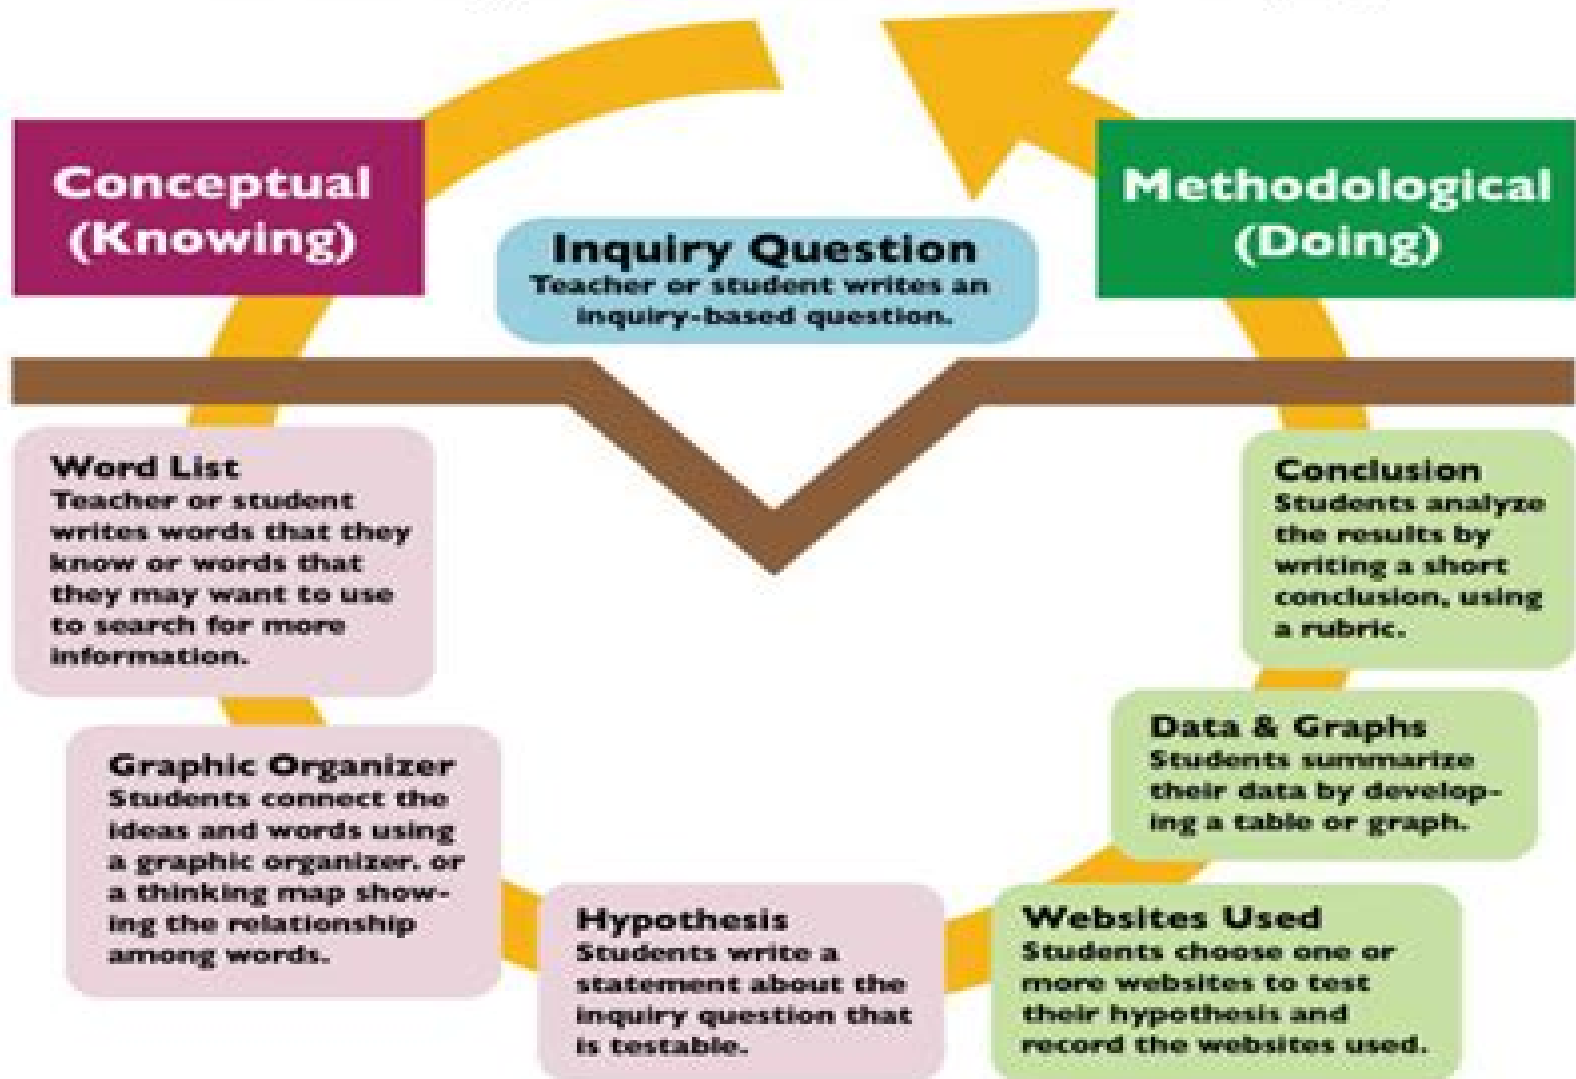 Conceptual
(Knowing)
Inquiry Question
Teacher or student writes an
inquiry-based question.
Methodological
(Doing)
Word List
Teacher or student
writes words that they
know or words that
they may want to use
to search for more
information.
Graphic Organizer
Students connect the
ideas and words using
a graphic organizer. or
a thinking map show-
ing the relationship
among words.
Hypothesis
Students write a
statement about the
inquiry question that
is testable.
Websites Used
Students choose one or
more websites to test
their hypothesis and
record the websites used.
Data & Graphs
Students summarize
their data by develop-
ing a table or graph.
Conclusion
Students analyze
the results by
writing a short
conclusion, using
a rubric.